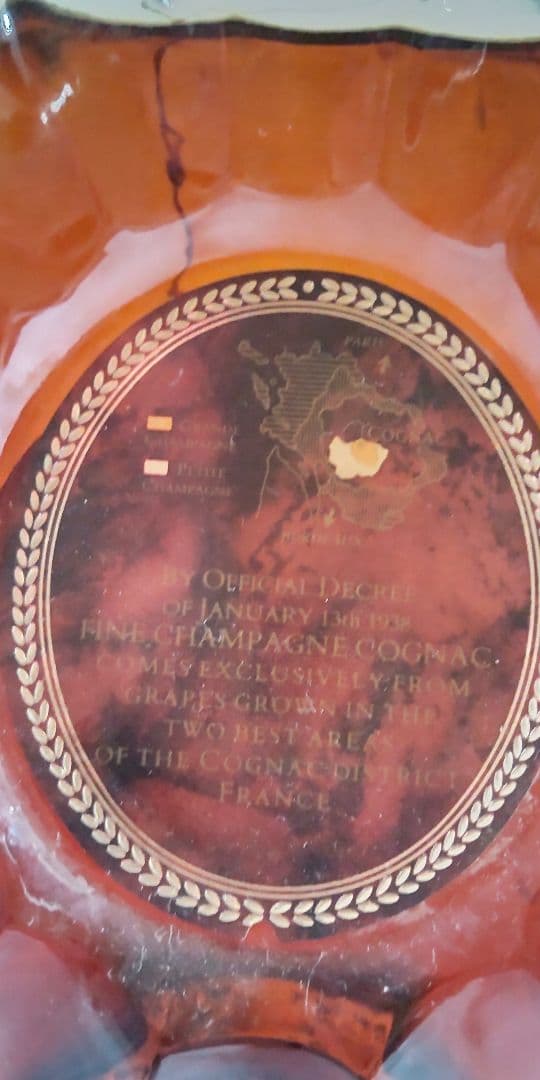 PARIS
COGNAC
GRANDE
CHAMPAGNE
PETITE
CHAMPAGNE
BORDEAUX
BY OFFICIAL DECREE
OF JANUARY 13th 1938
FINE CHAMPAGNE COGNAC
COMES EXCLUSIVELY FROM
GRAPES GROWN IN THE
TWO BEST AREAS
OF THE COGNAC DISTRICT
FRANCE